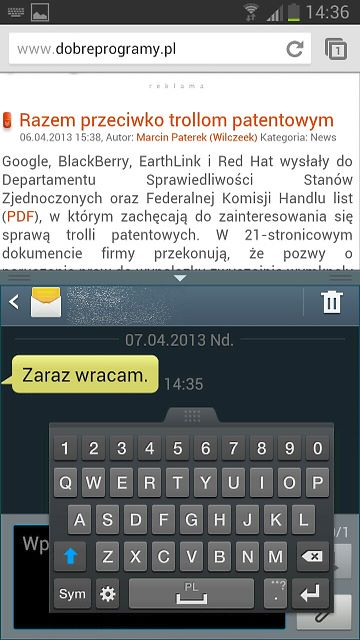 14:36
www.dobreprogramy.pl
1
reklama
Razem przeciwko trollom patentowym
06.04.2013 15:38, Autor: Marcin Paterek (Wilczeek) Kategoria: News
Google, BlackBerry, EarthLink i Red Hat wysłały do
Departamentu Sprawiedliwości Stanów
Zjednoczonych oraz Federalnej Komisji Handlu list
(PDF), w którym zachęcają do zainteresowania się
sprawą trolli patentowych. W 21-stronicowym
dokumencie firmy przekonują, że pozwy o
07.04.2013 Nd.
Zaraz wracam.
14:35
1 2 3 4 5 6 7 8 9 0
Q W E R T Y U I O P
A S D F G H J K L
Z X C V B N M
Wp
0/1
Sym PL . ,"?